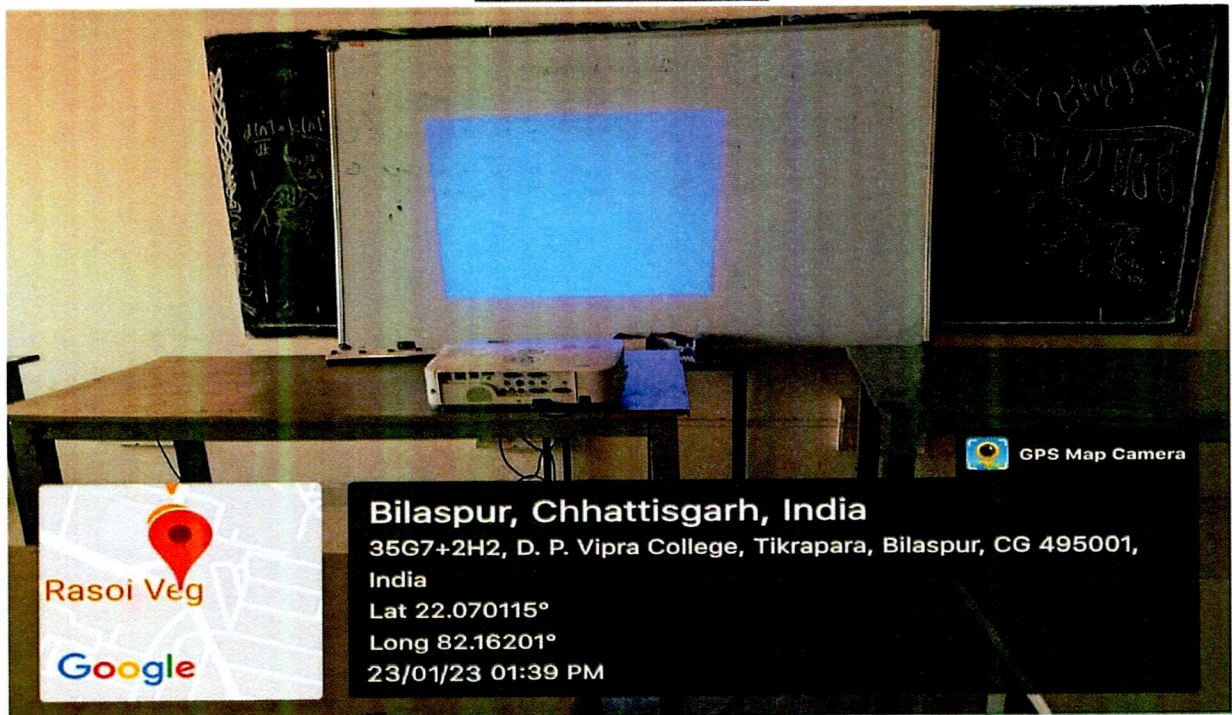 GPS Map Camera
Bilaspur, Chhattisgarh, India
35G7+2H2, D. P. Vipra College, Tikrapara, Bilaspur, CG 495001,
India
Lat 22.070115°
Long 82.16201°
23/01/23 01:39 PM
Rasoi Veg
Google